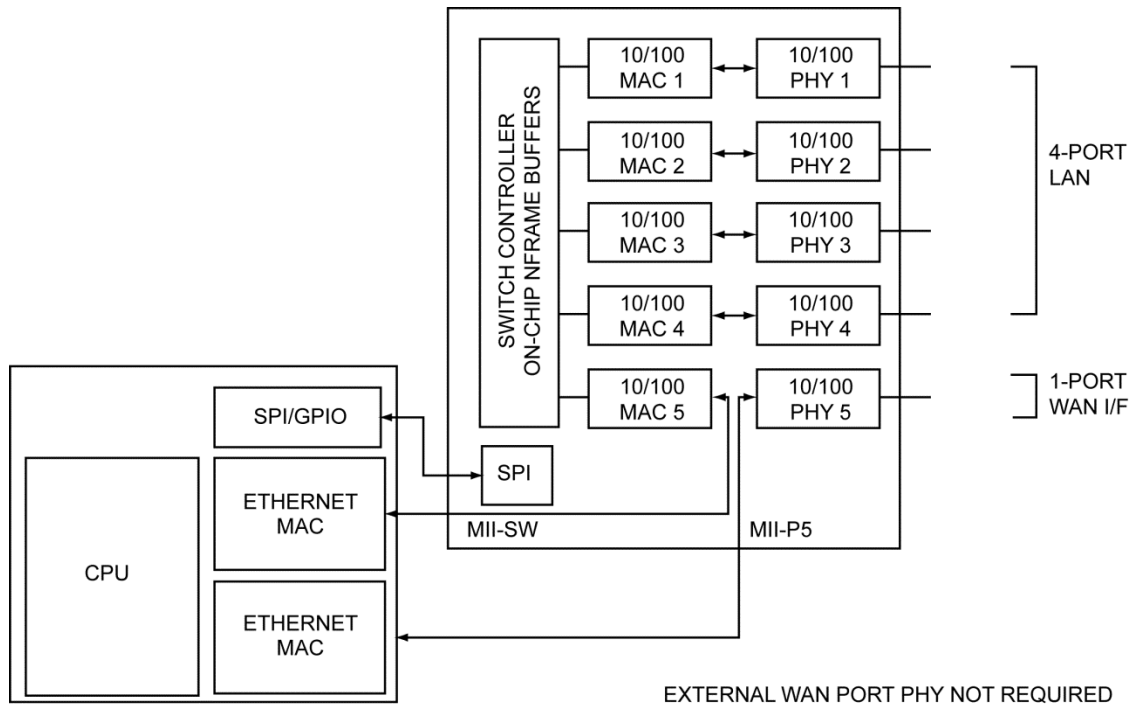 SWITCH CONTROLLER
ON-CHIP NFRAME BUFFERS
10/100
MAC 1
10/100
PHY 1
10/100
MAC 2
10/100
PHY 2
10/100
MAC 3
10/100
PHY 3
10/100
MAC 4
10/100
PHY 4
10/100
MAC 5
10/100
PHY 5
4-PORT
LAN
1-PORT
WAN I/F
SPI
MII-SW
MII-P5
SPI/GPIO
CPU
ETHERNET
MAC
ETHERNET
MAC
EXTERNAL WAN PORT PHY NOT REQUIRED